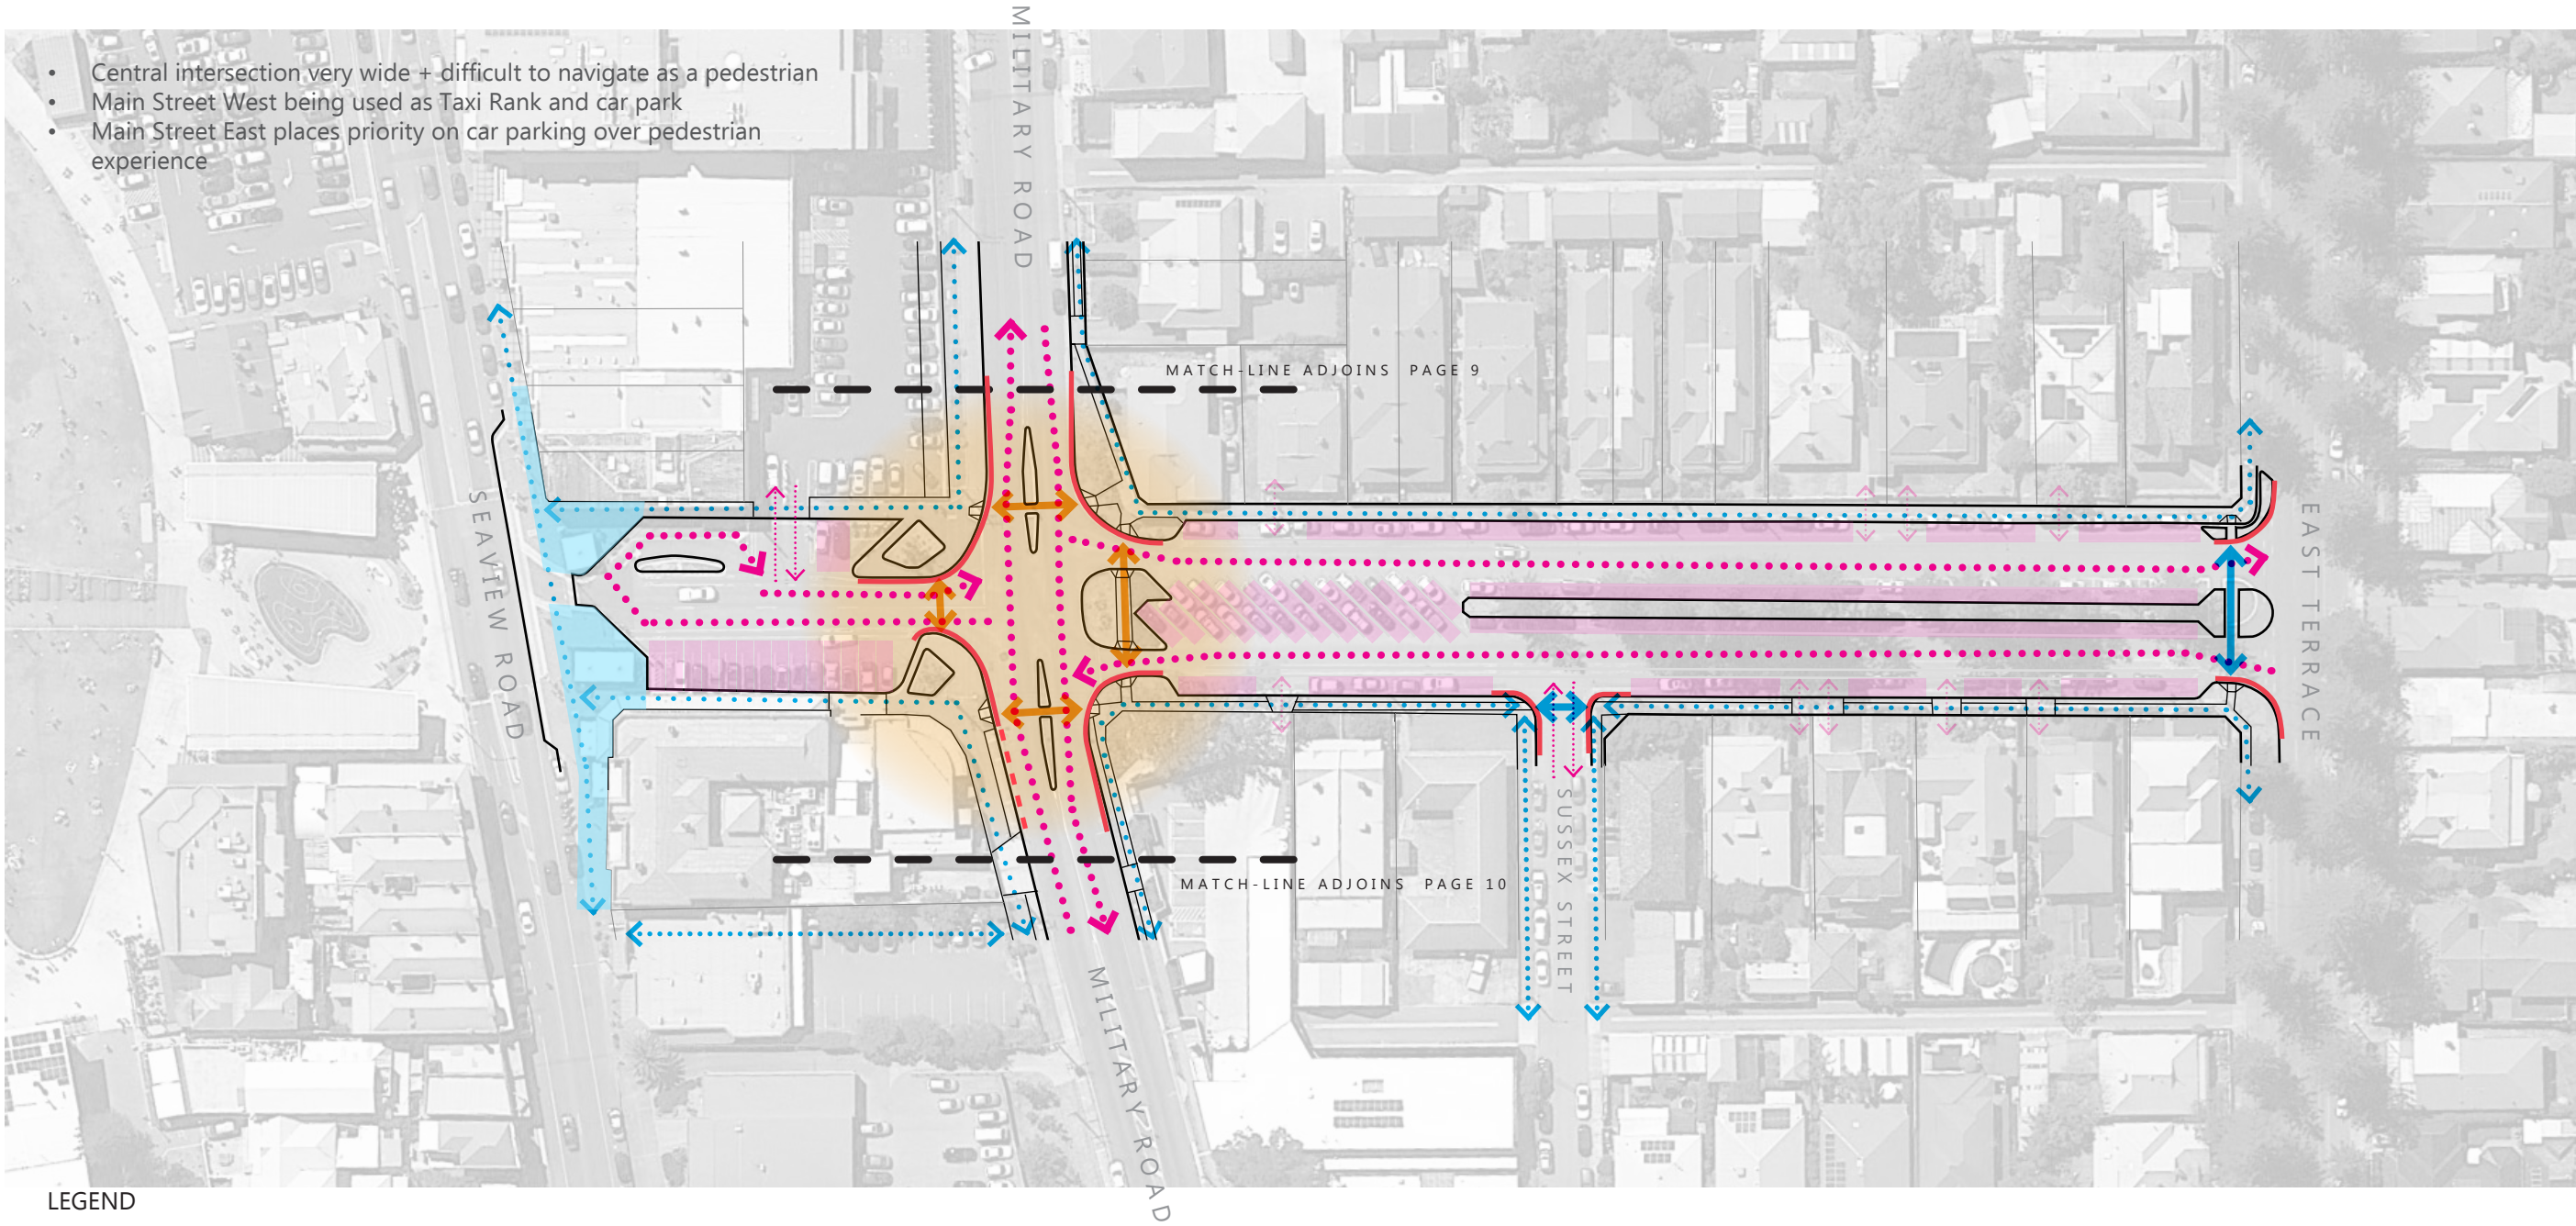 MILITARY ROAD
• Central intersection very wide + difficult to navigate as a pedestrian
• Main Street West being used as Taxi Rank and car park
• Main Street East places priority on car parking over pedestrian
experience
MATCH-LINE ADJOINS PAGE 9
SEAVIEW ROAD
EAST TERRACE
SUSSEX STREET
MATCH-LINE ADJOINS PAGE 10
MILITARY ROAD
LEGEND